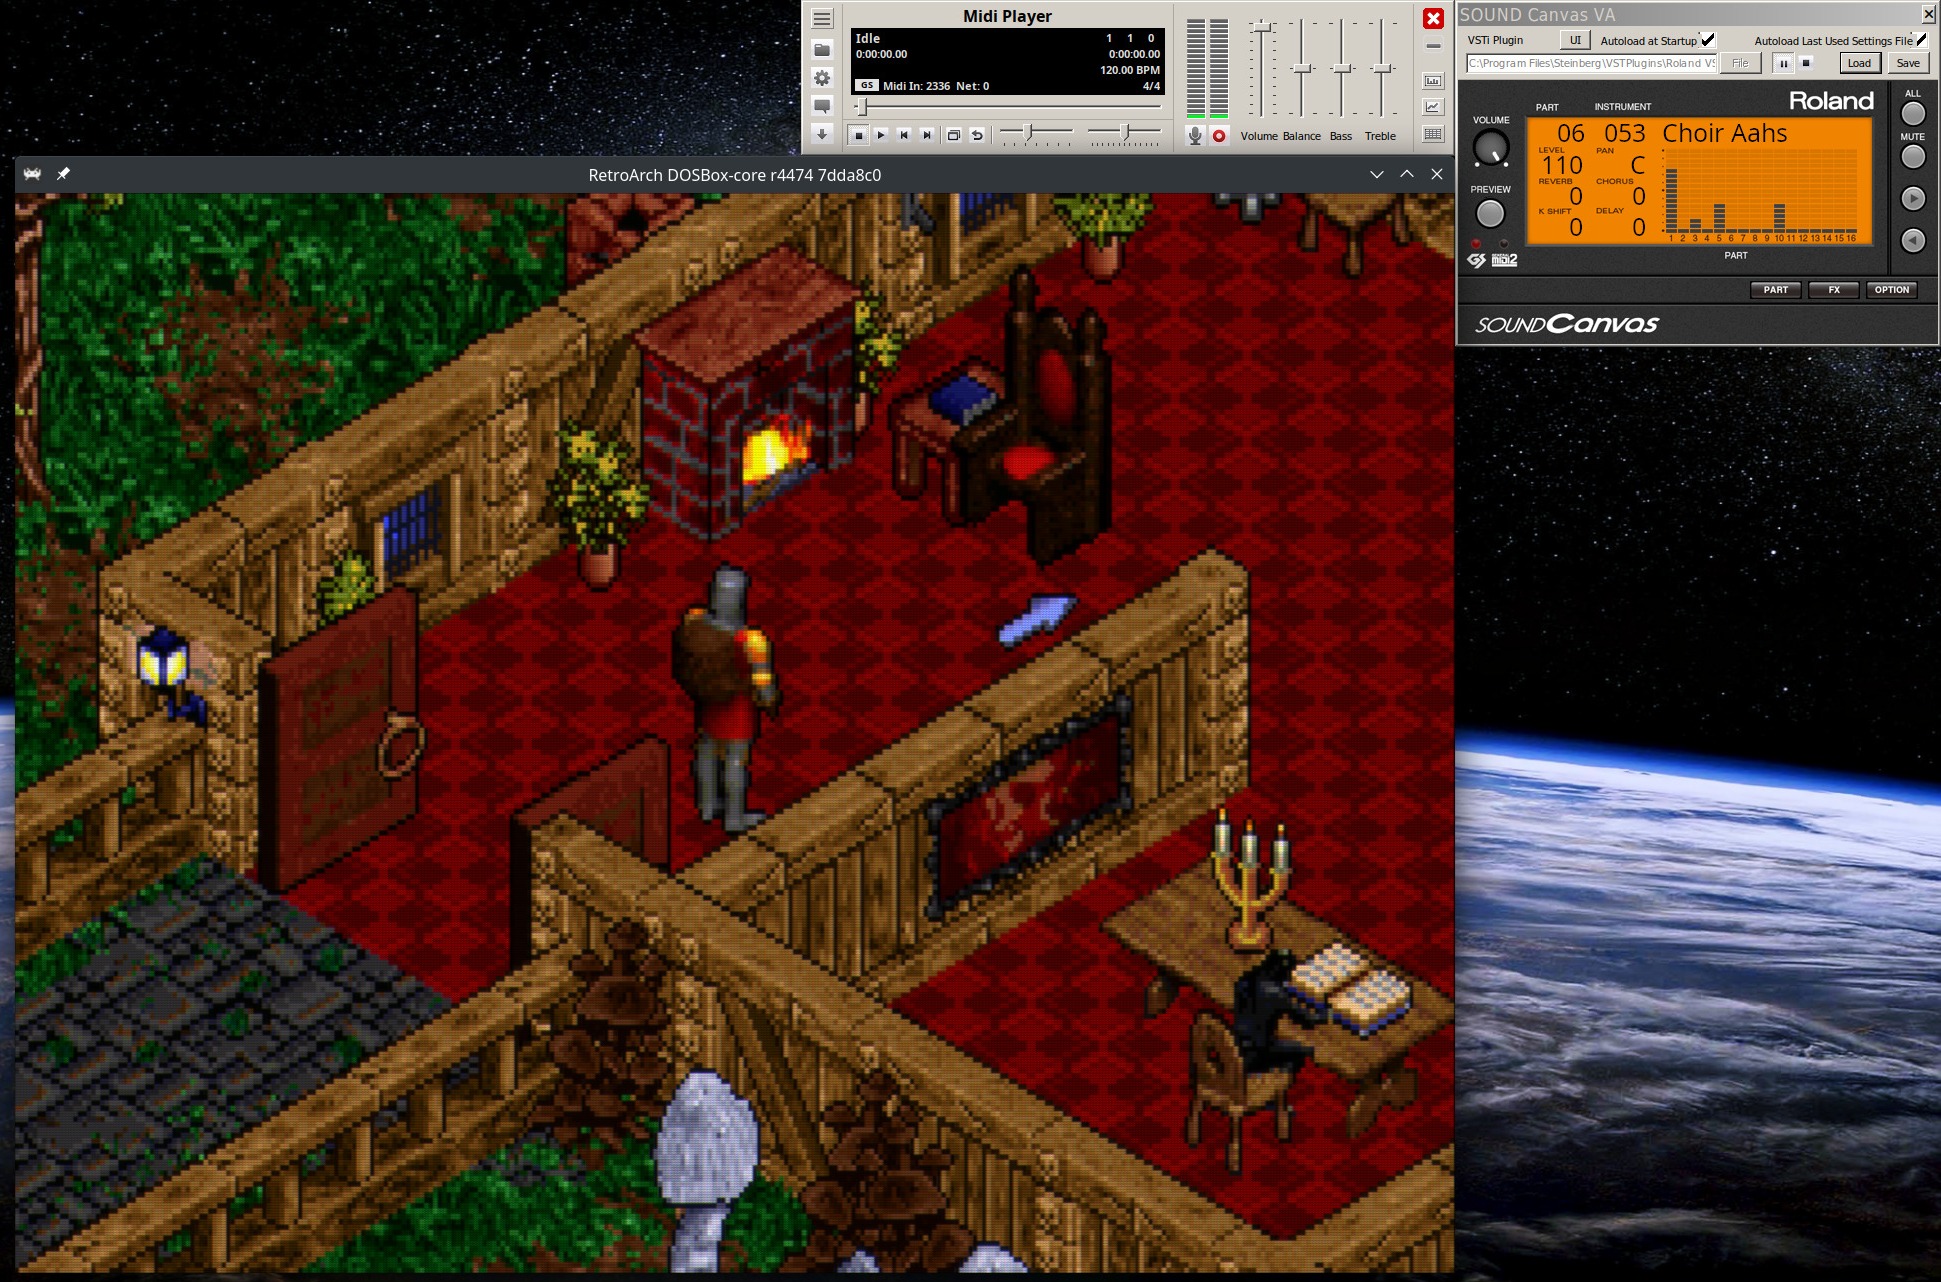 Midi Player
Idle
1 1 0
0:00:00.00
0:00:00.00
120.00 BPM
GS
Midi In: 2336 Net: 0
4/4
Volume
Balance
Bass
Treble
SOUND Canvas VA
VSTi Plugin
UI
Autoload at Startup
Autoload Last Used Settings File
C:\Program Files\Steinberg\VSTPlugins\Roland VS
File
Load
Save
RetroArch DOSBox-core r4474 7dda8c0
Roland
PART
INSTRUMENT
ALL
VOLUME
MUTE
06 053 Choir Aahs
LEVEL
PAN
110
C
REVERB
CHORUS
0
0
PREVIEW
K SHIFT
DELAY
0
0
1 2 3 4 5 6 7 8 9 10 11 12 13 14 15 16
PART
GS
MIDI2
PART
FX
OPTION
SOUND Canvas